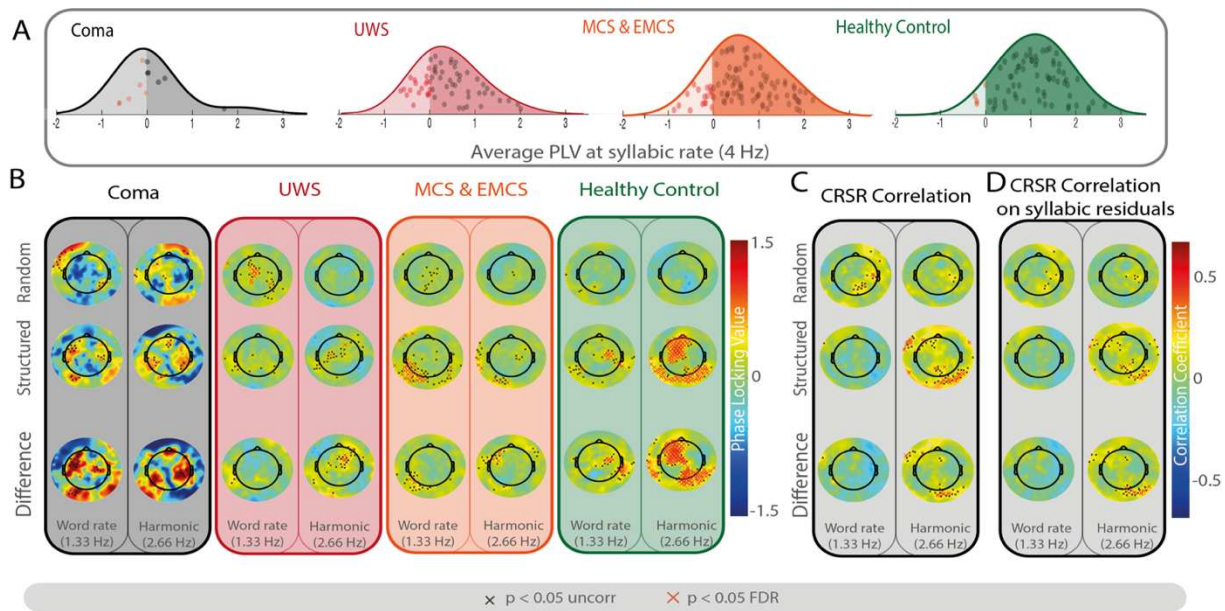 A
Coma
UWS
MCS & EMCS
Healthy Control
-2 -1 0 1 2 3
-2 -1 0 1 2 3
-2 -1 0 1 2 3
-2 -1 0 1 2 3
Average PLV at syllabic rate (4 Hz)
B
Coma
UWS
MCS & EMCS
Healthy Control
Random
Structured
Difference
Word rate
(1.33 Hz)
Harmonic
(2.66 Hz)
Word rate
(1.33 Hz)
Harmonic
(2.66 Hz)
Word rate
(1.33 Hz)
Harmonic
(2.66 Hz)
Word rate
(1.33 Hz)
Harmonic
(2.66 Hz)
1.5
0
-1.5
Phase Locking Value
C
CRSR Correlation
Random
Structured
Difference
Word rate
(1.33 Hz)
Harmonic
(2.66 Hz)
D
CRSR Correlation
on syllabic residuals
Random
Structured
Difference
Word rate
(1.33 Hz)
Harmonic
(2.66 Hz)
0.5
0
-0.5
Correlation Coefficient
× p < 0.05 uncorr × p < 0.05 FDR